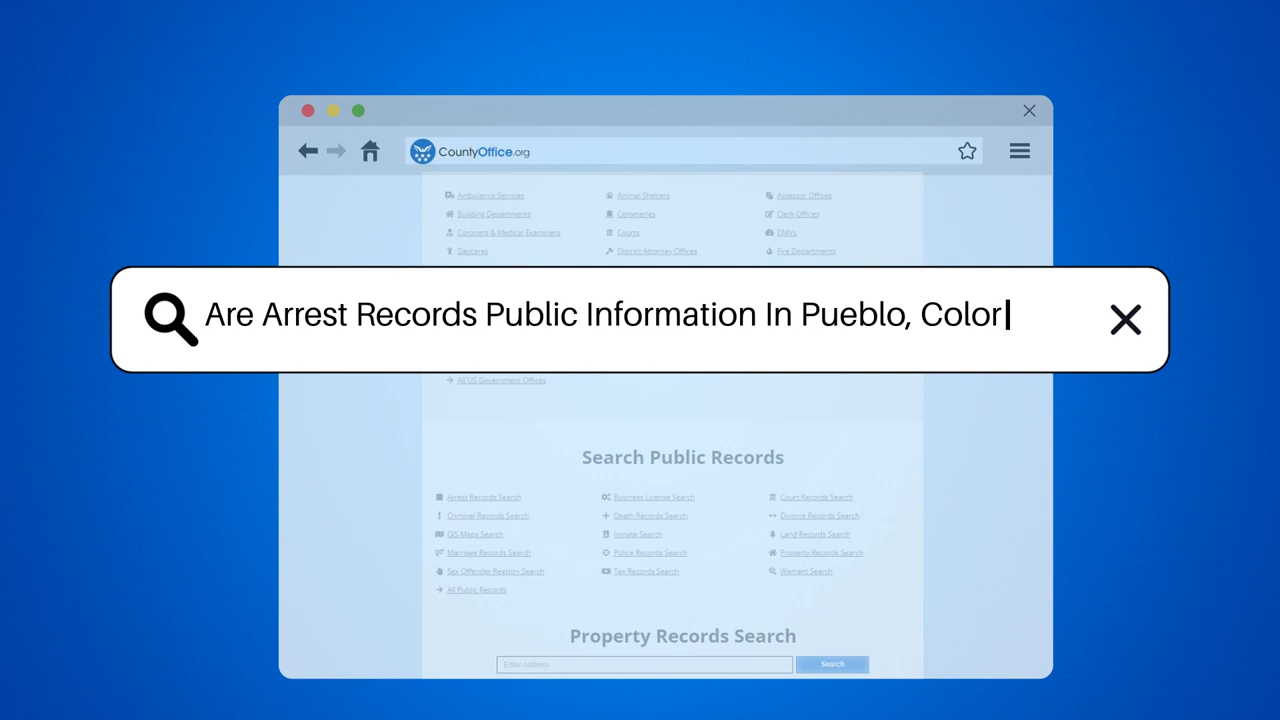 CountyOffice.org
Ambulance Services Animal Shelters Assessor Offices
Building Departments Cemeteries Clerk Offices
Coroners & Medical Examiners Courts DMVs
Daycares District Attorney Offices Fire Departments
Are Arrest Records Public Information In Pueblo, Color
All US Government Offices
Search Public Records
Arrest Records Search Business License Search Court Records Search
Criminal Records Search Death Records Search Divorce Records Search
GIS Maps Search Inmate Search Land Records Search
Marriage Records Search Police Records Search Property Records Search
Sex Offender Registry Search Tax Records Search Warrant Search
All Public Records
Property Records Search
Enter Address Search